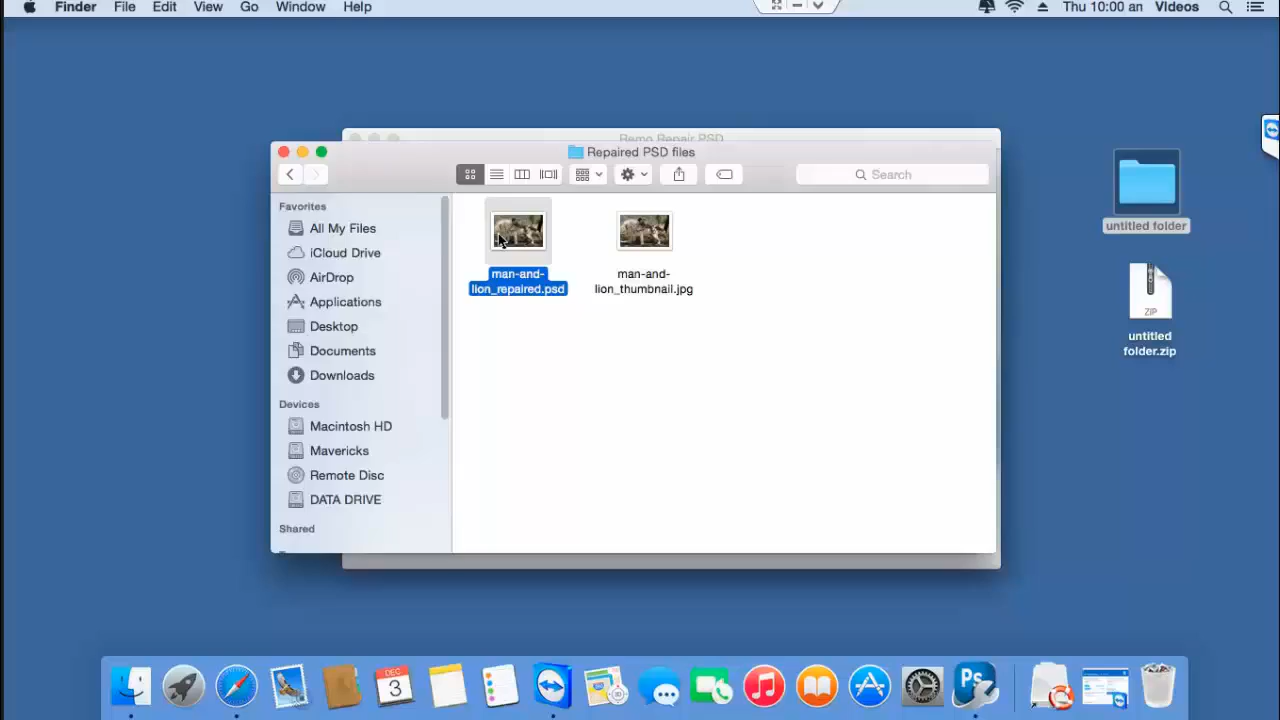 Finder File Edit View Go Window Help
Thu 10:00 an Videos
Remo Repair PSD
Repaired PSD files
Search
Favorites
All My Files
iCloud Drive
AirDrop
Applications
Desktop
Documents
Downloads
Devices
Macintosh HD
Mavericks
Remote Disc
DATA DRIVE
Shared
man-and-
lion_repaired.psd
man-and-
lion_thumbnail.jpg
untitled folder
ZIP
untitled
folder.zip
DEC
3
Ps